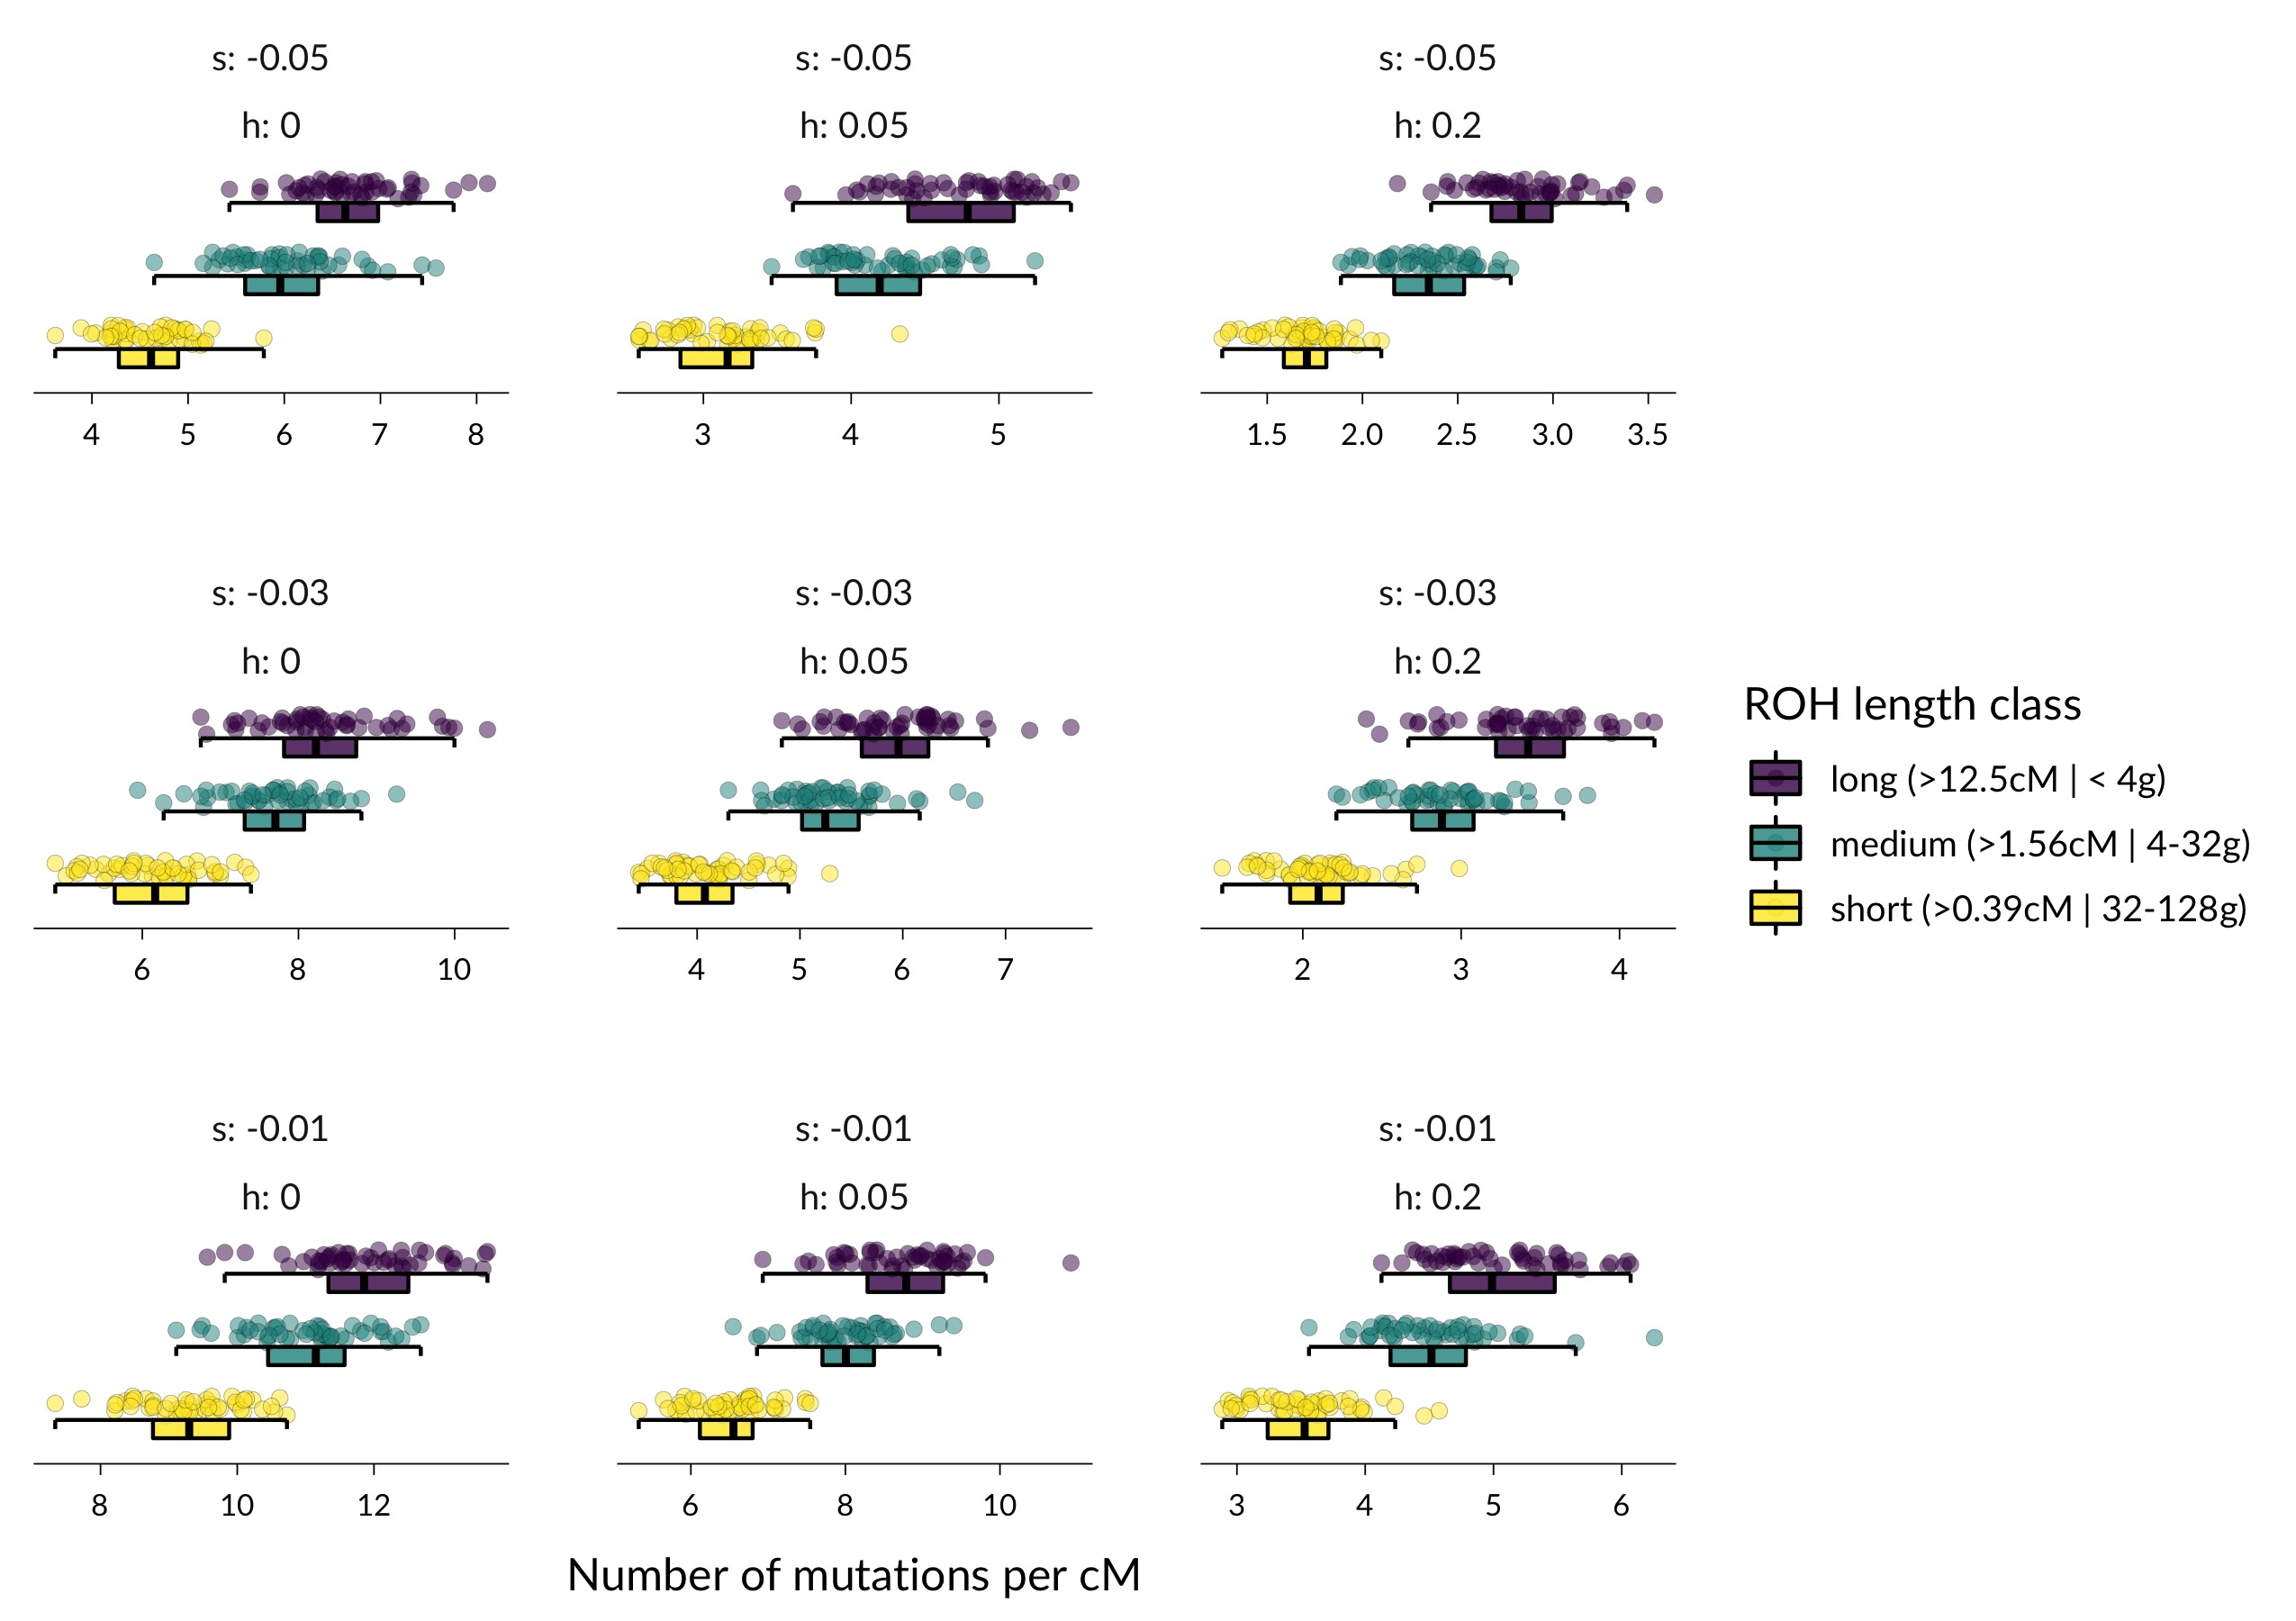 s: -0.05 s: -0.05 s: -0.05
h: 0 h: 0.05 h: 0.2
4 5 6 7 8 3 4 5 1.5 2.0 2.5 3.0 3.5
s: -0.03 s: -0.03 s: -0.03
h: 0 h: 0.05 h: 0.2
6 8 10 4 5 6 7 2 3 4
ROH length class
long (>12.5cM | < 4g)
medium (>1.56cM | 4-32g)
short (>0.39cM | 32-128g)
s: -0.01 s: -0.01 s: -0.01
h: 0 h: 0.05 h: 0.2
8 10 12 6 8 10 3 4 5 6
Number of mutations per cM